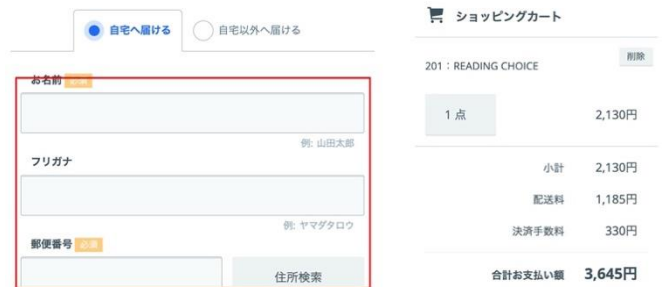 自宅へ届ける
自宅以外へ届ける
お名前 必須
例: 山田太郎
フリガナ
例: ヤマダタロウ
郵便番号 必須
住所検索
ショッピングカート
201：READING CHOICE
削除
1 点
2,130円
小計 2,130円
配送料 1,185円
決済手数料 330円
合計お支払い額 3,645円